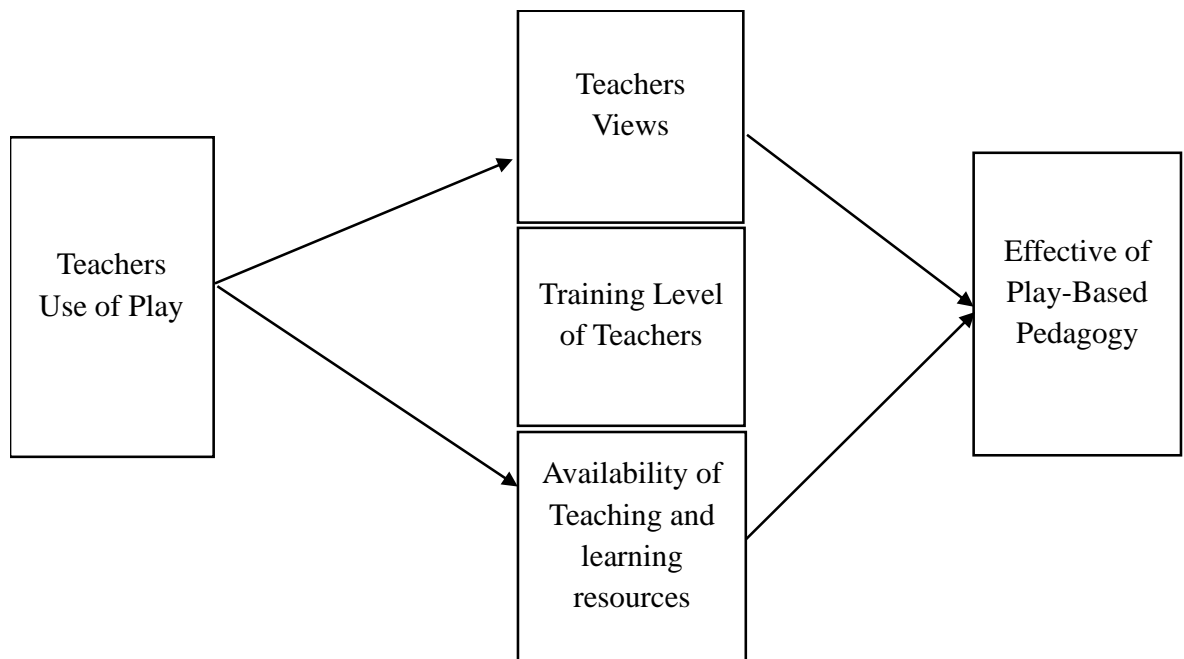 Teachers
Use of Play
Teachers
Views
Training Level
of Teachers
Availability of
Teaching and
learning
resources
Effective of
Play-Based
Pedagogy